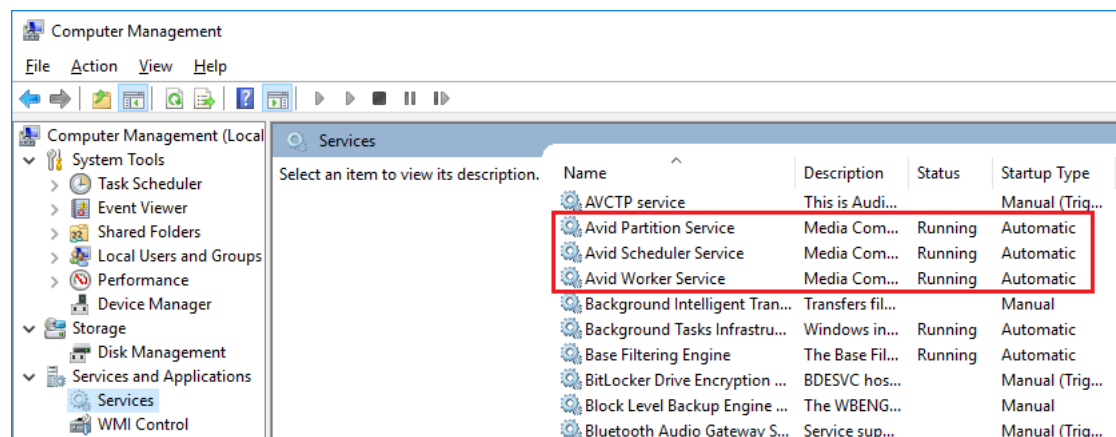 Computer Management
File Action View Help
Computer Management (Local
System Tools
Task Scheduler
Event Viewer
Shared Folders
Local Users and Groups
Performance
Device Manager
Storage
Disk Management
Services and Applications
Services
WMI Control
Services
Select an item to view its description.
Name Description Status Startup Type
AVCTP service This is Audi... Manual (Trig...
Avid Partition Service Media Com... Running Automatic
Avid Scheduler Service Media Com... Running Automatic
Avid Worker Service Media Com... Running Automatic
Background Intelligent Tran... Transfers fil... Manual
Background Tasks Infrastru... Windows in... Running Automatic
Base Filtering Engine The Base Fil... Running Automatic
BitLocker Drive Encryption ... BDESVC hos... Manual (Trig...
Block Level Backup Engine ... The WBENG... Manual
Bluetooth Audio Gateway S... Service sup... Manual (Trig...